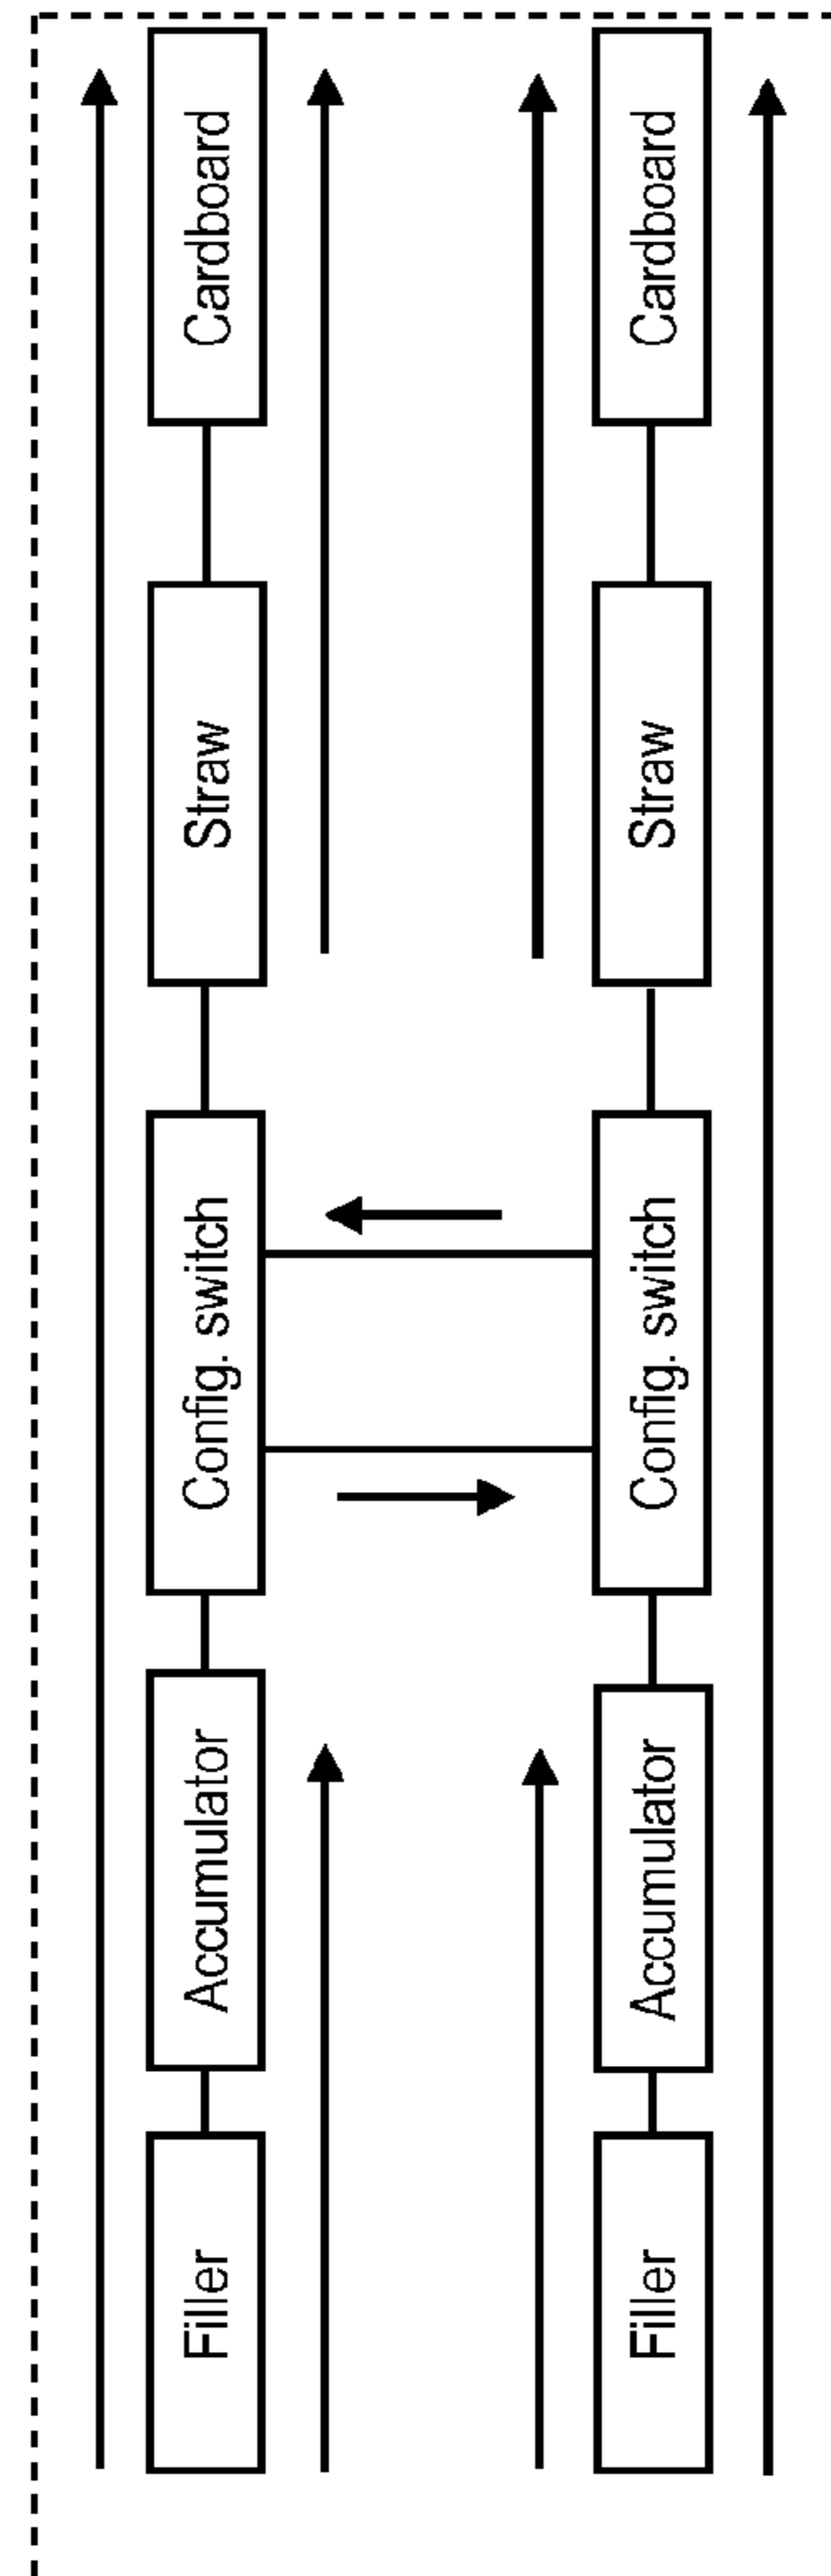 Filler
Accumulator
Config. switch
Straw
Cardboard
Filler
Accumulator
Config. switch
Straw
Cardboard